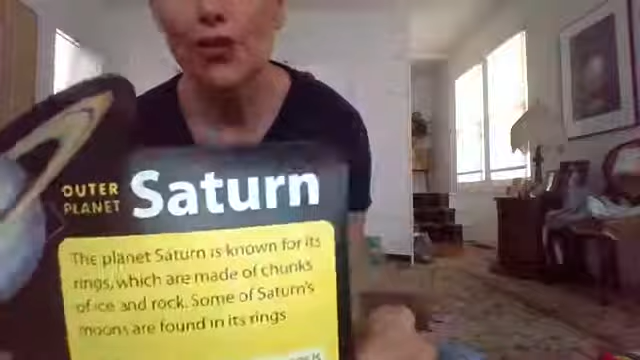 OUTER
PLANET
Saturn
The planet Saturn is known for its
rings, which are made of chunks
of ice and rock. Some of Saturn's
moons are found in its rings